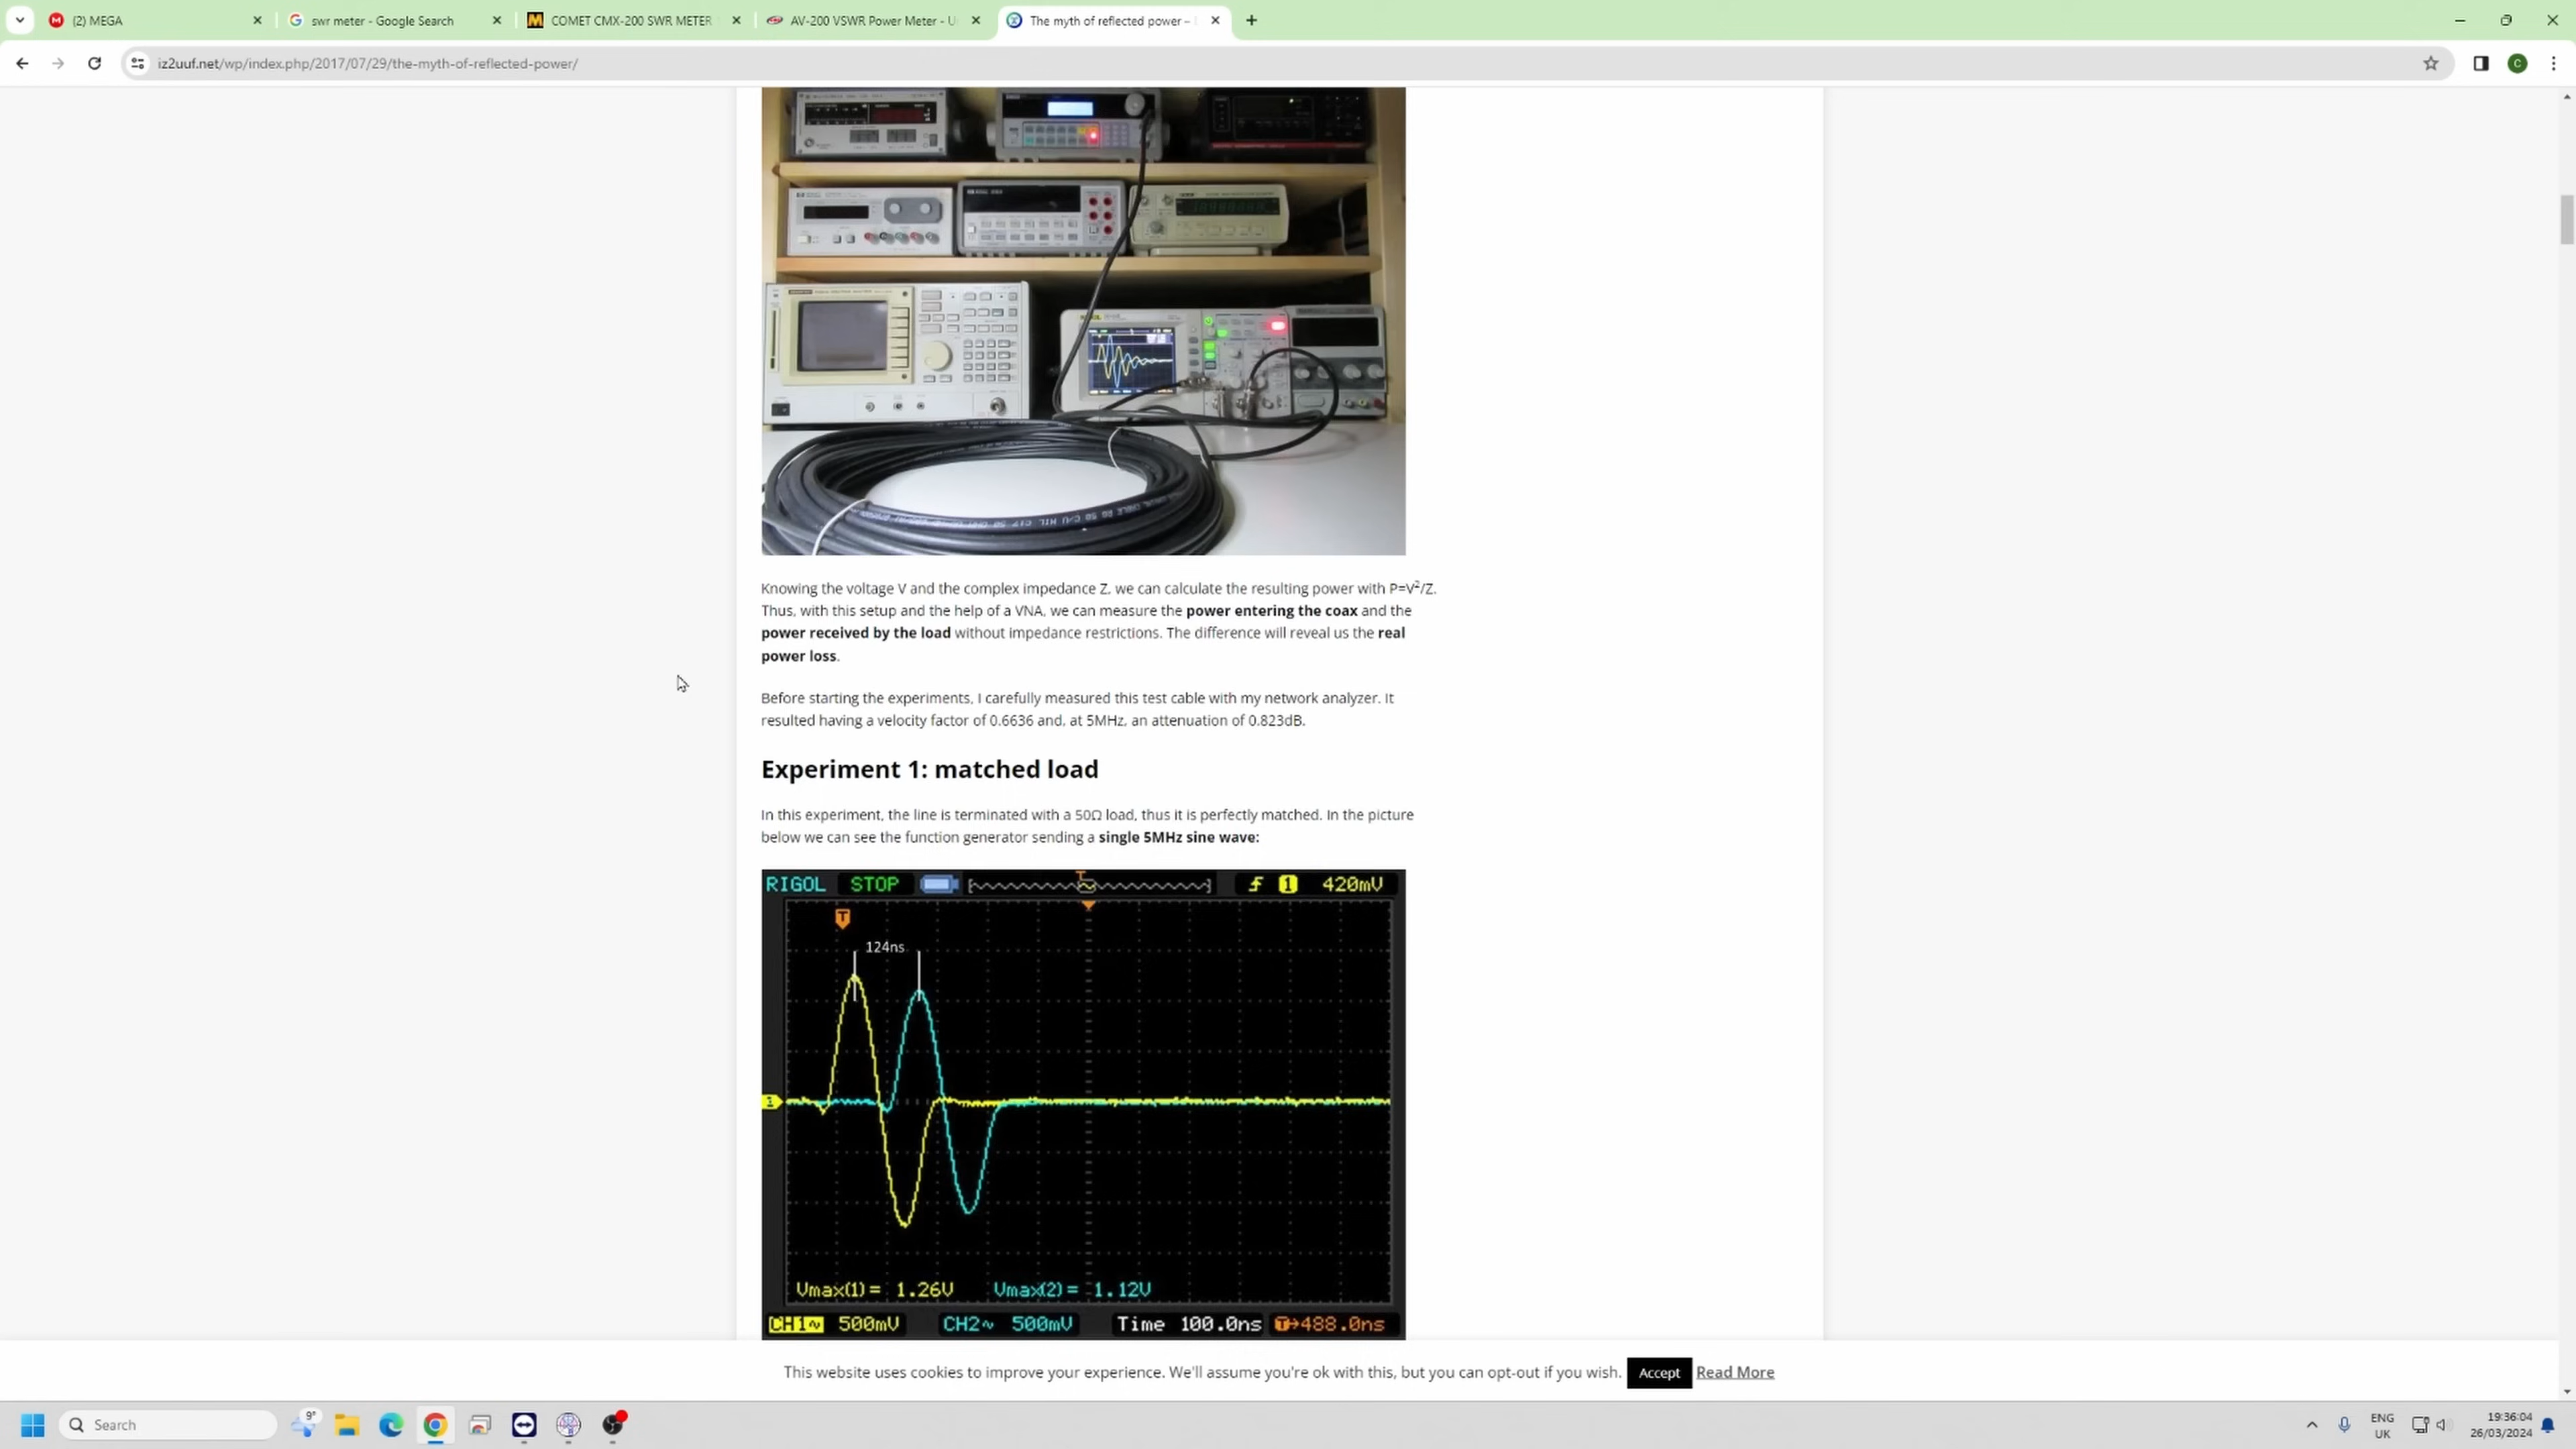 (2) MEGA
swr meter - Google Search
COMET CMX-200 SWR METER
AV-200 VSWR Power Meter - U
The myth of reflected power –
iz2uuf.net/wp/index.php/2017/07/29/the-myth-of-reflected-power/
C
Knowing the voltage V and the complex impedance Z, we can calculate the resulting power with P=V²/Z.
Thus, with this setup and the help of a VNA, we can measure the power entering the coax and the
power received by the load without impedance restrictions. The difference will reveal us the real
power loss.
Before starting the experiments, I carefully measured this test cable with my network analyzer. It
resulted having a velocity factor of 0.6636 and, at 5MHz, an attenuation of 0.823dB.
Experiment 1: matched load
In this experiment, the line is terminated with a 50Ω load, thus it is perfectly matched. In the picture
below we can see the function generator sending a single 5MHz sine wave:
RIGOL STOP T 1 420mV
T
124ns
1
Vmax(1)= 1.26V Vmax(2)= 1.12V
CH1~ 500mV CH2~ 500mV Time 100.0ns T→488.0ns
This website uses cookies to improve your experience. We'll assume you're ok with this, but you can opt-out if you wish. Accept Read More
Search
9°
ENG
UK
19:36:04
26/03/2024